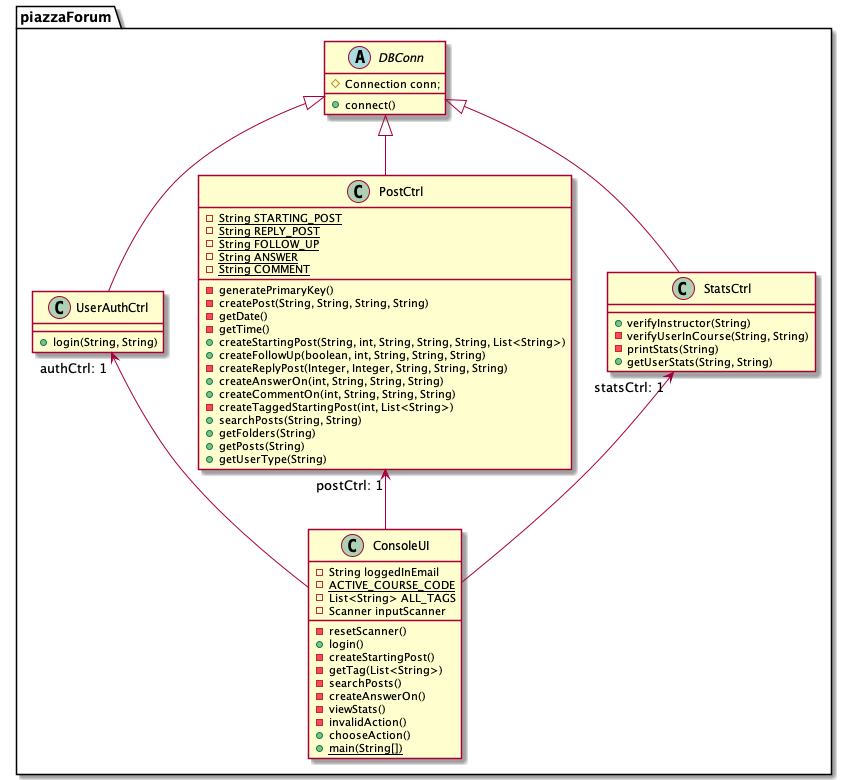 piazzaForum
A DBConn
Connection conn;
connect()
C PostCtrl
String STARTING_POST
String REPLY_POST
String FOLLOW_UP
String ANSWER
String COMMENT
generatePrimaryKey()
createPost(String, String, String, String)
getDate()
getTime()
createStartingPost(String, int, String, String, String, List<String>)
createFollowUp(boolean, int, String, String, String)
createReplyPost(Integer, Integer, String, String, String)
createAnswerOn(int, String, String, String)
createCommentOn(int, String, String, String)
createTaggedStartingPost(int, List<String>)
searchPosts(String, String)
getFolders(String)
getPosts(String)
getUserType(String)
C UserAuthCtrl
login(String, String)
C StatsCtrl
verifyInstructor(String)
verifyUserInCourse(String, String)
printStats(String)
getUserStats(String, String)
authCtrl: 1
statsCtrl: 1
postCtrl: 1
C ConsoleUI
String loggedInEmail
ACTIVE_COURSE_CODE
List<String> ALL_TAGS
Scanner inputScanner
resetScanner()
login()
createStartingPost()
getTag(List<String>)
searchPosts()
createAnswerOn()
viewStats()
invalidAction()
chooseAction()
main(String[])